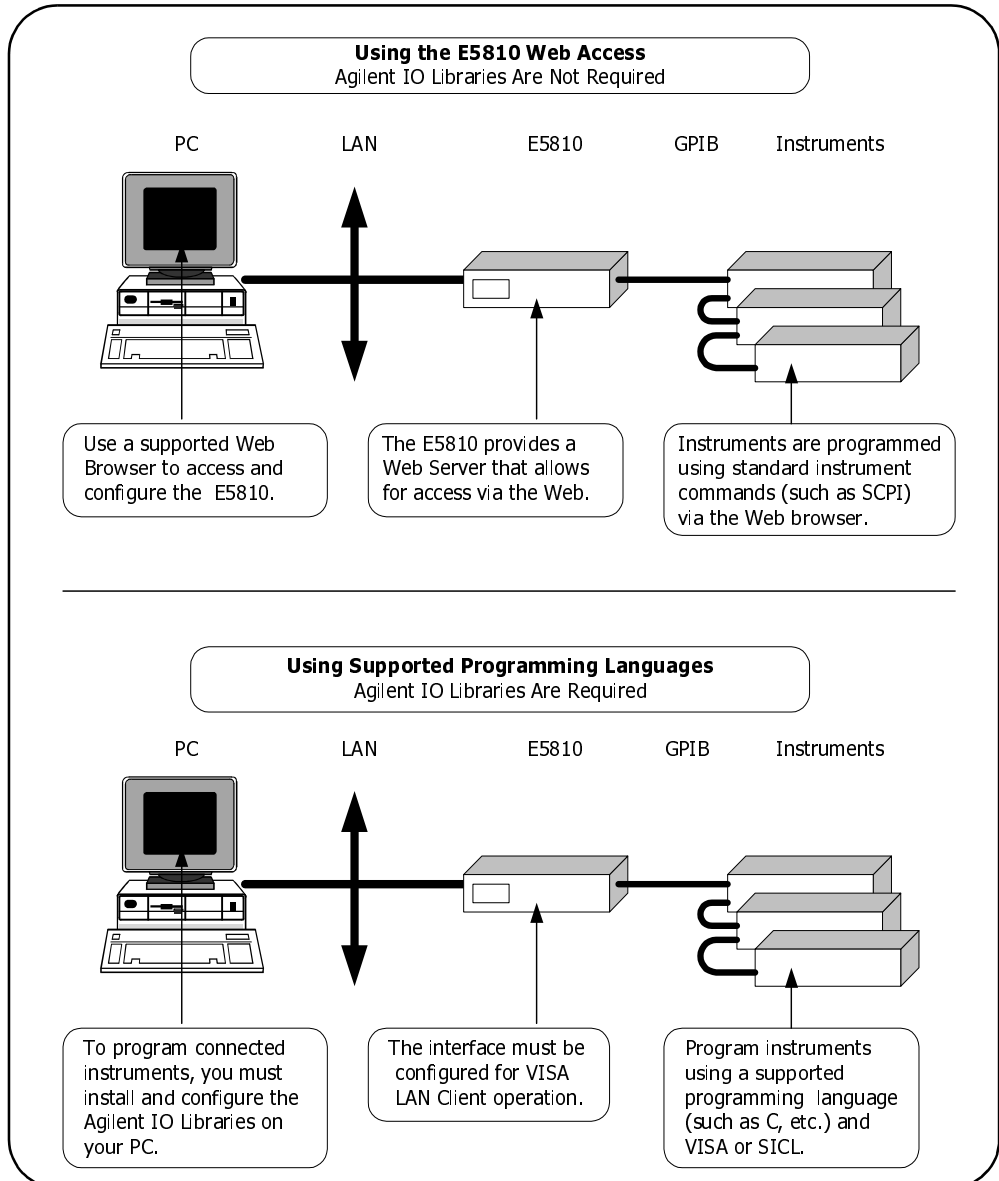 Using the E5810 Web Access
Agilent IO Libraries Are Not Required
PC LAN E5810 GPIB Instruments
Use a supported Web
Browser to access and
configure the E5810.
The E5810 provides a
Web Server that allows
for access via the Web.
Instruments are programmed
using standard instrument
commands (such as SCPI)
via the Web browser.
Using Supported Programming Languages
Agilent IO Libraries Are Required
PC LAN E5810 GPIB Instruments
To program connected
instruments, you must
install and configure the
Agilent IO Libraries on
your PC.
The interface must be
configured for VISA
LAN Client operation.
Program instruments
using a supported
programming language
(such as C, etc.) and
VISA or SICL.